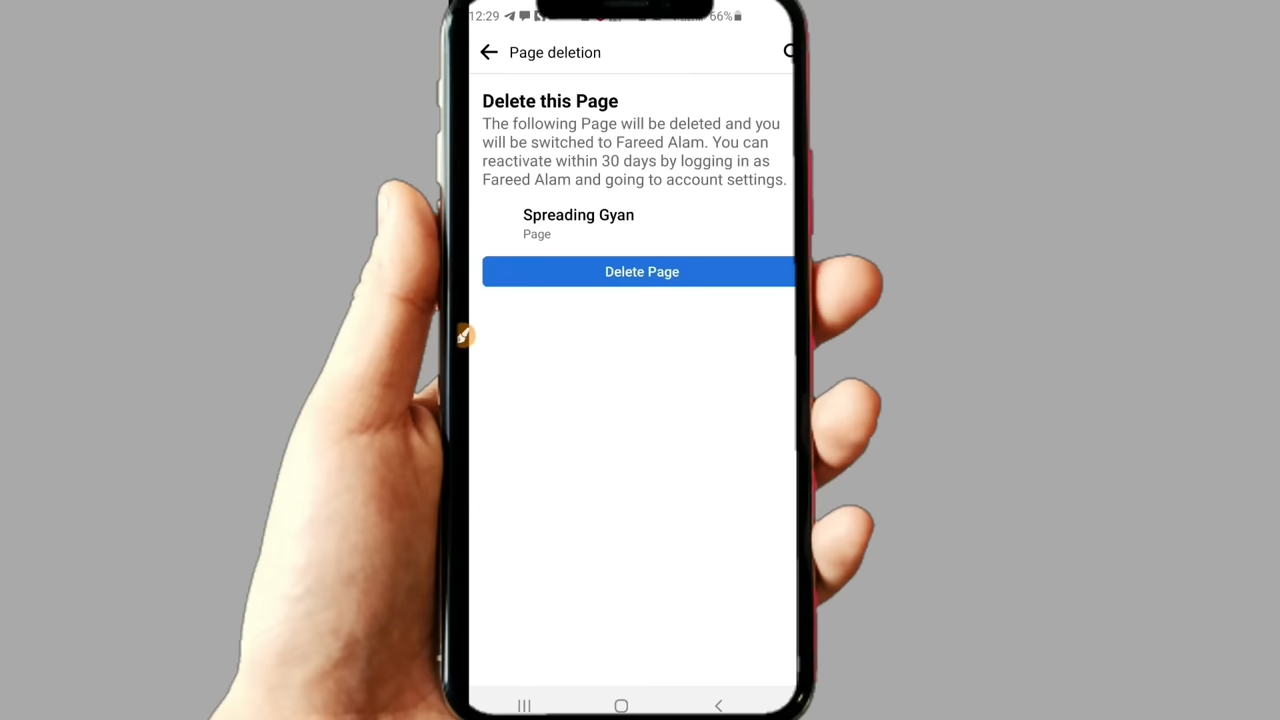 12:29
66%
Page deletion
Delete this Page
The following Page will be deleted and you
will be switched to Fareed Alam. You can
reactivate within 30 days by logging in as
Fareed Alam and going to account settings.
Spreading Gyan
Page
Delete Page